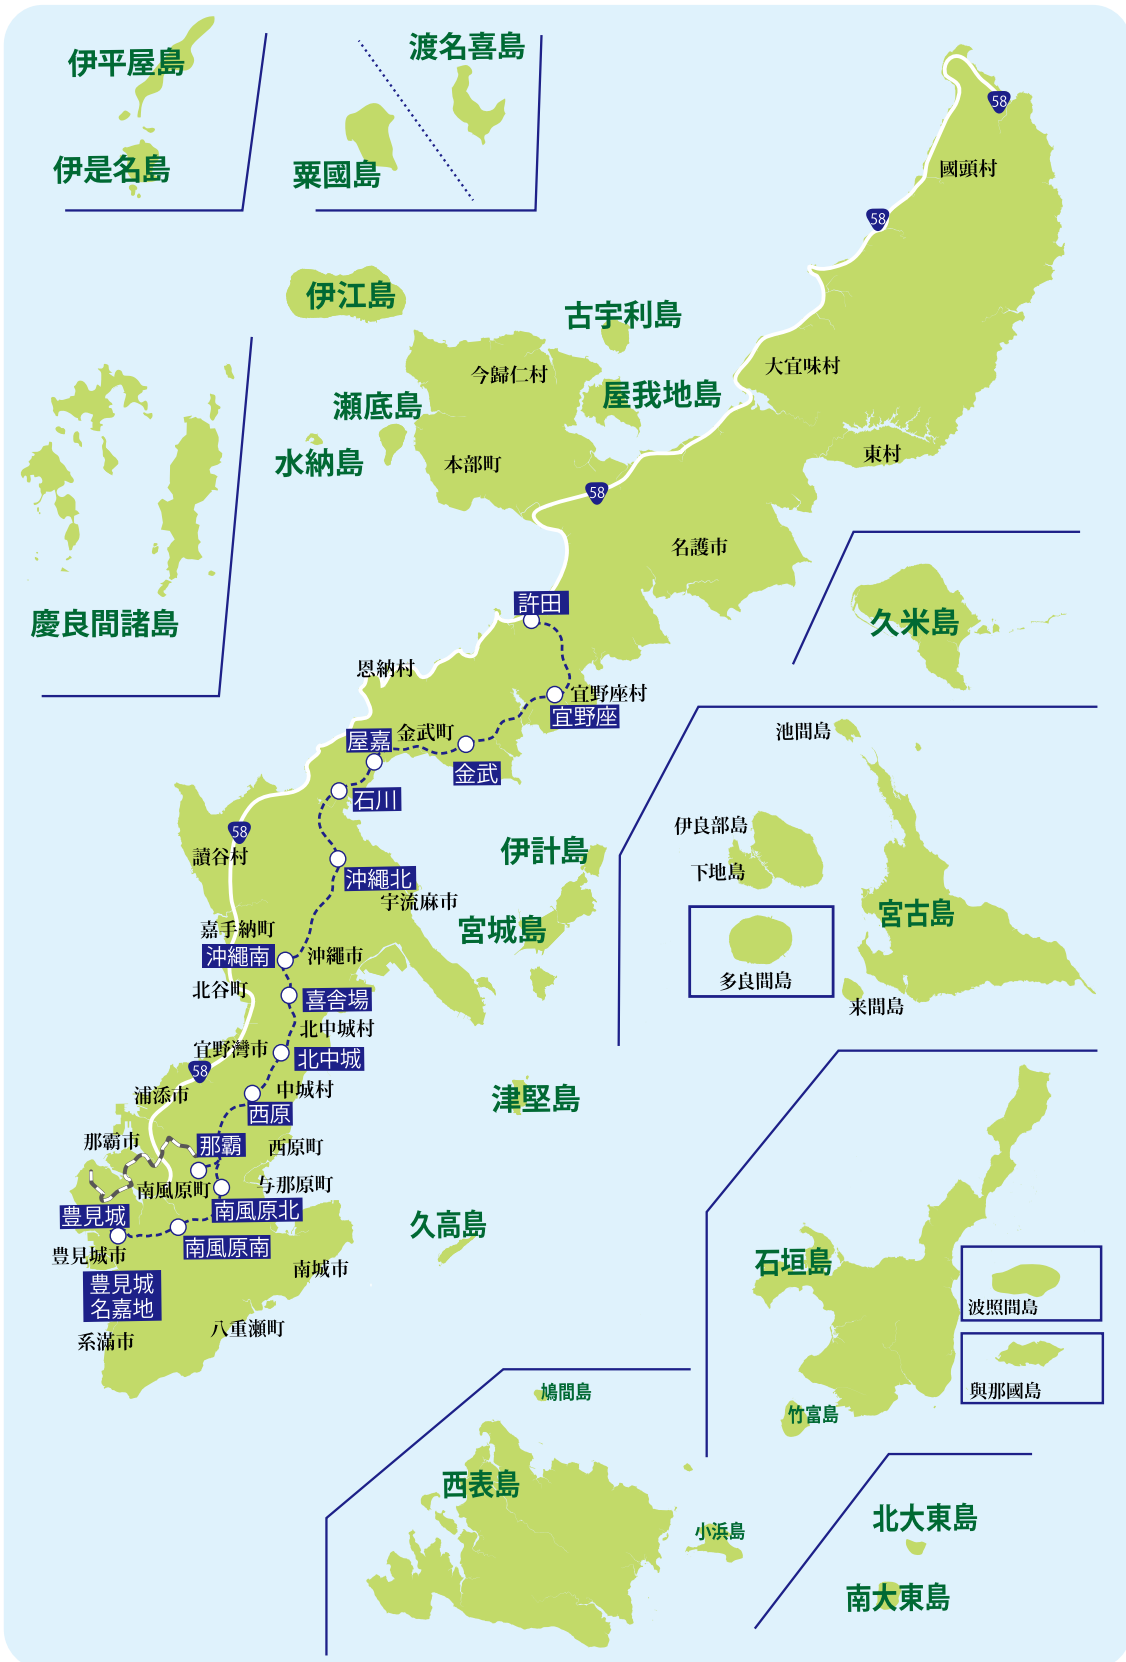 伊平屋島
伊是名島
渡名喜島
粟國島
58
國頭村
58
伊江島
古宇利島
今歸仁村
大宜味村
屋我地島
瀬底島
水納島
本部町
東村
58
名護市
慶良間諸島
許田
久米島
恩納村
宜野座村
宜野座
金武町
屋嘉
金武
石川
池間島
58
讀谷村
伊計島
伊良部島
下地島
沖繩北
宇流麻市
宮城島
宮古島
嘉手納町
沖繩南
沖繩市
多良間島
北谷町
喜舎場
来間島
北中城村
宜野灣市
北中城
58
浦添市
中城村
津堅島
西原
那覇市
那覇
西原町
南風原町
与那原町
豊見城
南風原北
久高島
南風原南
豊見城市
南城市
石垣島
豊見城
名嘉地
波照間島
系滿市
八重瀬町
鳩間島
與那國島
竹富島
西表島
小浜島
北大東島
南大東島